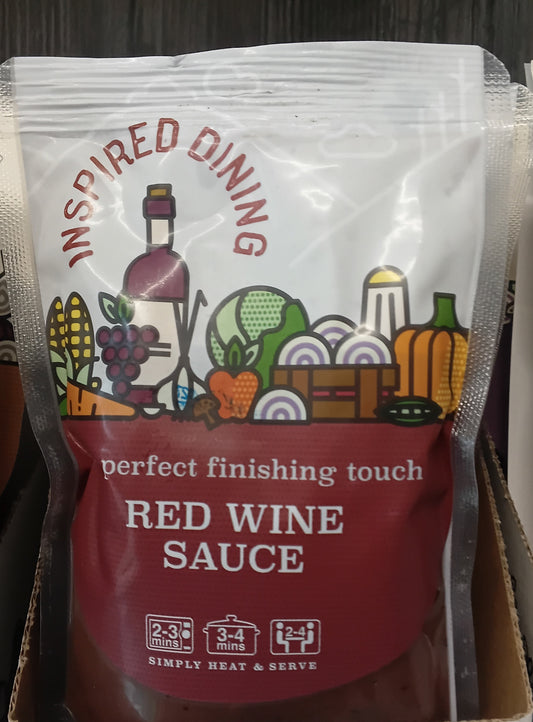 INSPIRED DINING
perfect finishing touch
RED WINE
SAUCE
2-3 mins
3-4 mins
2-4
SIMPLY HEAT & SERVE